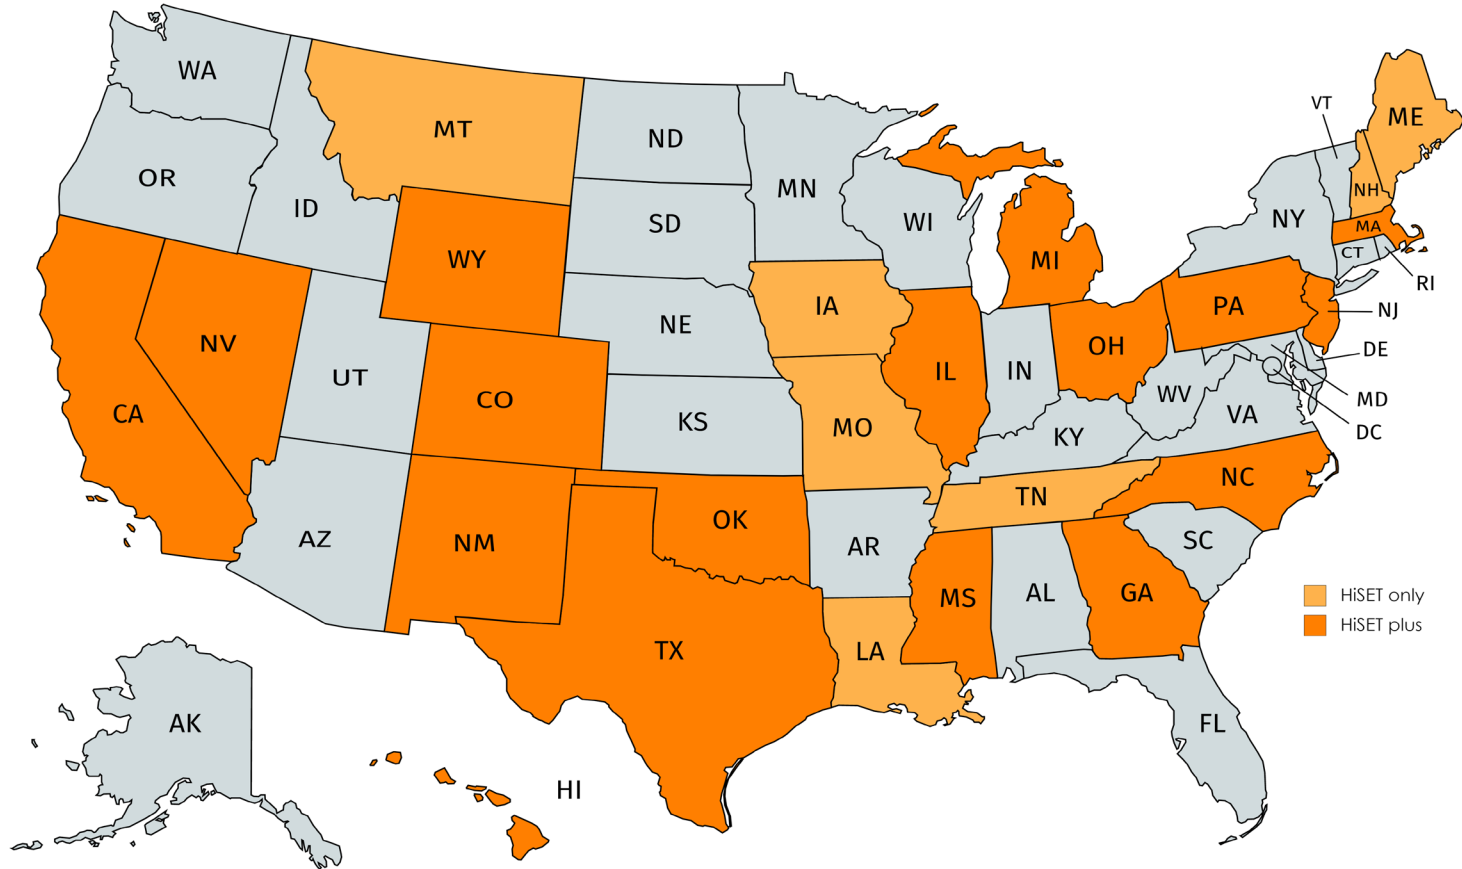 WA
MT
ND
MN
VT
ME
OR
ID
SD
WI
NY
NH
MA
CT
RI
WY
MI
NV
UT
NE
IA
PA
NJ
CA
CO
KS
IL
IN
OH
DE
WV
MD
MO
KY
VA
DC
AZ
NM
OK
TN
NC
AR
SC
MS
AL
GA
HiSET only
HiSET plus
TX
LA
AK
FL
HI